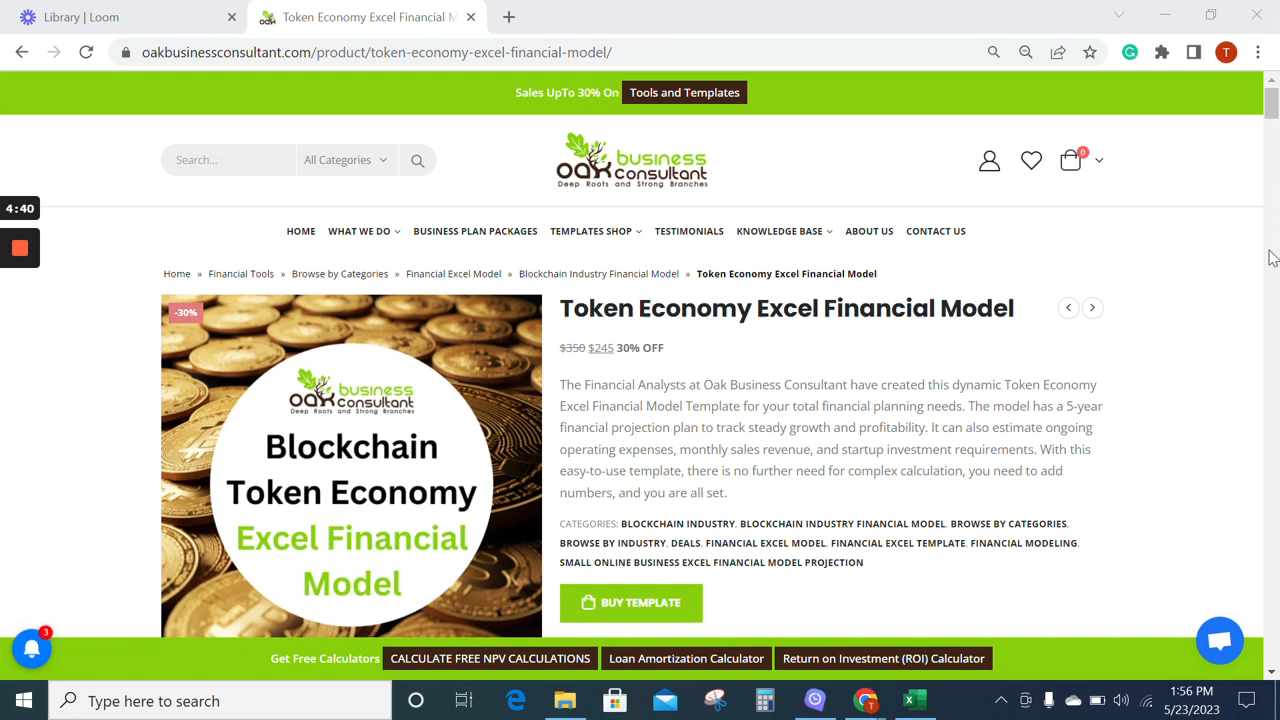 Library | Loom
Token Economy Excel Financial M
oakbusinessconsultant.com/product/token-economy-excel-financial-model/
T
Sales UpTo 30% On Tools and Templates
Search...
All Categories
oak business consultant
Deep Roots and Strong Branches
0
4:40
HOME WHAT WE DO BUSINESS PLAN PACKAGES TEMPLATES SHOP TESTIMONIALS KNOWLEDGE BASE ABOUT US CONTACT US
Home » Financial Tools » Browse by Categories » Financial Excel Model » Blockchain Industry Financial Model » Token Economy Excel Financial Model
-30%
oak business consultant
Deep Roots and Strong Branches
Blockchain
Token Economy
Excel Financial
Model
Token Economy Excel Financial Model
$350 $245 30% OFF
The Financial Analysts at Oak Business Consultant have created this dynamic Token Economy
Excel Financial Model Template for your total financial planning needs. The model has a 5-year
financial projection plan to track steady growth and profitability. It can also estimate ongoing
operating expenses, monthly sales revenue, and startup investment requirements. With this
easy-to-use template, there is no further need for complex calculation, you need to add
numbers, and you are all set.
CATEGORIES: BLOCKCHAIN INDUSTRY, BLOCKCHAIN INDUSTRY FINANCIAL MODEL, BROWSE BY CATEGORIES,
BROWSE BY INDUSTRY, DEALS, FINANCIAL EXCEL MODEL, FINANCIAL EXCEL TEMPLATE, FINANCIAL MODELING,
SMALL ONLINE BUSINESS EXCEL FINANCIAL MODEL PROJECTION
BUY TEMPLATE
3
Get Free Calculators CALCULATE FREE NPV CALCULATIONS Loan Amortization Calculator Return on Investment (ROI) Calculator
Type here to search
1:56 PM
5/23/2023